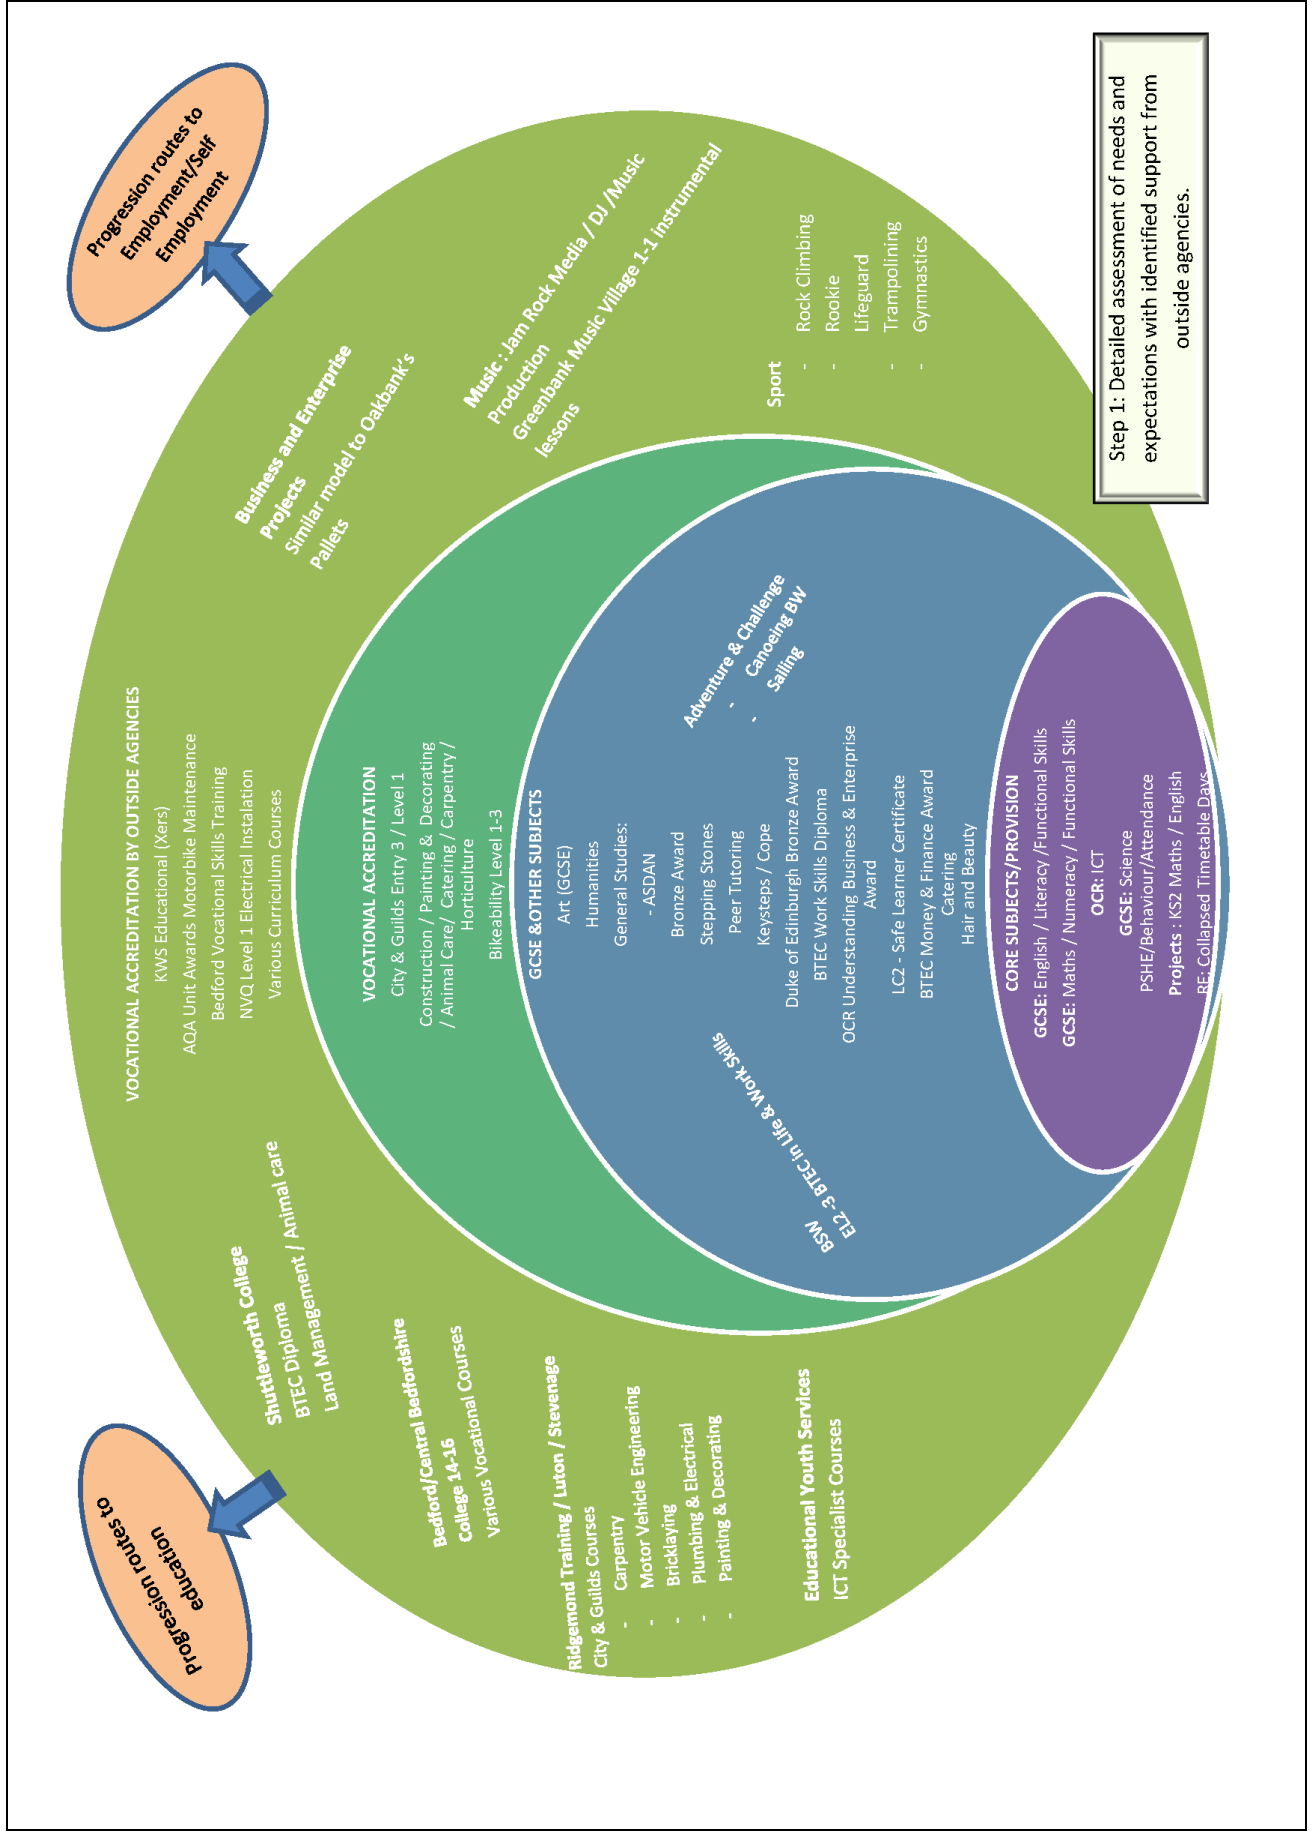 Progression routes to
education
Progression routes to
Employment/Self
Employment
VOCATIONAL ACCREDITATION BY OUTSIDE AGENCIES
KWS Educational (Xers)
AQA Unit Awards Motorbike Maintenance
Bedford Vocational Skills Training
NVQ Level 1 Electrical Instalation
Various Curriculum Courses
Shuttleworth College
BTEC Diploma
Land Management / Animal care
Bedford/Central Bedfordshire
College 14-16
Various Vocational Courses
Ridgemond Training / Luton / Stevenage
City & Guilds Courses
- Carpentry
- Motor Vehicle Engineering
- Bricklaying
- Plumbing & Electrical
- Painting & Decorating
Educational Youth Services
ICT Specialist Courses
Business and Enterprise
Projects
Similar model to Oakbank's
Pallets
Music : Jam Rock Media / DJ /Music
Production
Greenbank Music Village 1-1 instrumental
lessons
Sport
- Rock Climbing
- Rookie
Lifeguard
- Trampolining
- Gymnastics
VOCATIONAL ACCREDITATION
City & Guilds Entry 3 / Level 1
Construction / Painting & Decorating
/ Animal Care/ Catering / Carpentry /
Horticulture
Bikeability Level 1-3
GCSE &OTHER SUBJECTS
Art (GCSE)
Humanities
General Studies:
- ASDAN
Bronze Award
Stepping Stones
Peer Tutoring
Keysteps / Cope
Duke of Edinburgh Bronze Award
BTEC Work Skills Diploma
OCR Understanding Business & Enterprise
Award
LC2 - Safe Learner Certificate
BTEC Money & Finance Award
Catering
Hair and Beauty
BSW
EL2 -3 BTEC in Life & Work Skills
Adventure & Challenge
- Canoeing BW
- Sailing
CORE SUBJECTS/PROVISION
GCSE: English / Literacy /Functional Skills
GCSE: Maths / Numeracy / Functional Skills
OCR: ICT
GCSE: Science
PSHE/Behaviour/Attendance
Projects : KS2 Maths / English
RE: Collapsed Timetable Days
Step 1: Detailed assessment of needs and
expectations with identified support from
outside agencies.